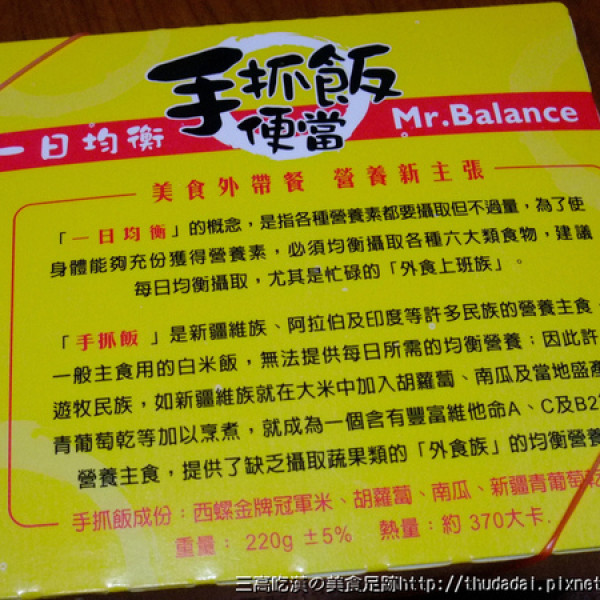 手抓飯
便當
一日均衡
Mr.Balance
美食外帶餐 營養新主張
「一日均衡」的概念，是指各種營養素都要攝取但不過量，為了使
身體能夠充份獲得營養素，必須均衡攝取各種六大類食物，建議
每日均衡攝取，尤其是忙碌的「外食上班族」。
「手抓飯 」是新疆維族、阿拉伯及印度等許多民族的營養主食，
一般主食用的白米飯，無法提供每日所需的均衡營養；因此許
遊牧民族，如新疆維族就在大米中加入胡蘿蔔、南瓜及當地盛產
青葡萄乾等加以烹煮，就成為一個含有豐富維他命A、C及B2
營養主食，提供了缺乏攝取蔬果類的「外食族」的均衡營養
手抓飯成份：西螺金牌冠軍米、胡蘿蔔、南瓜、新疆青葡萄乾
重量： 220g ±5% 熱量：約 370大卡.
三高吃漢の美食足跡http://thudadai.pixne